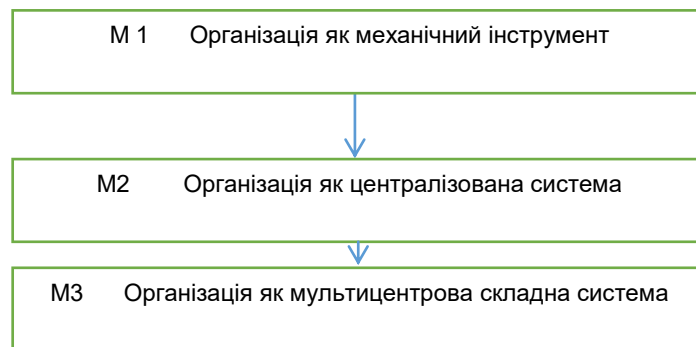 М 1 Організація як механічний інструмент
М2 Організація як централізована система
М3 Організація як мультицентрова складна система